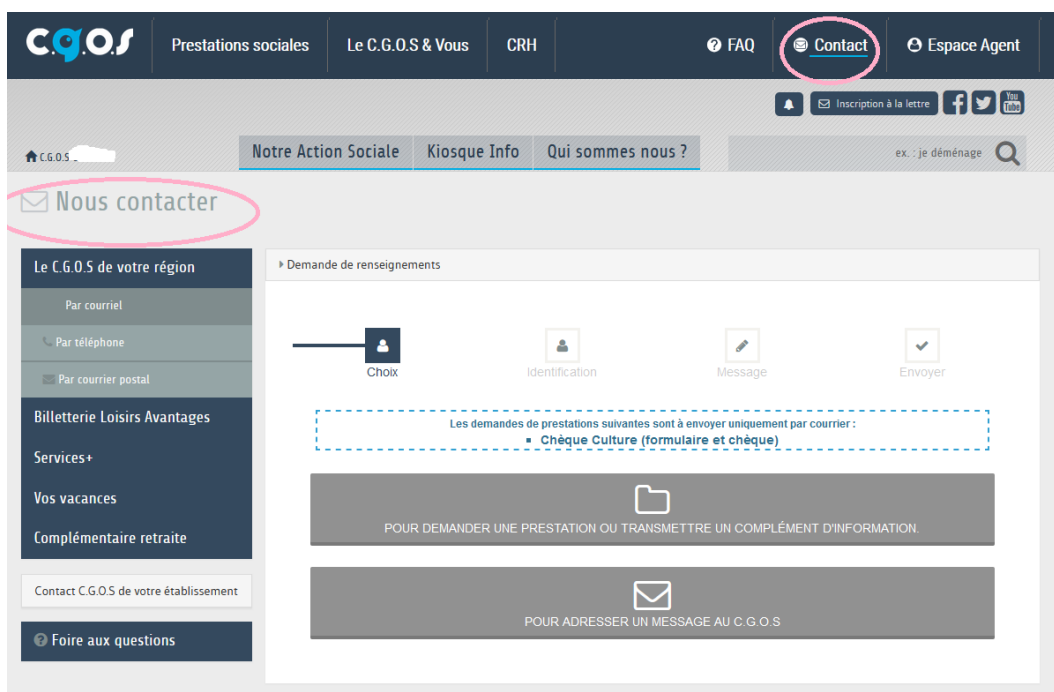 C.G.O.S
Prestations sociales
Le C.G.O.S & Vous
CRH
FAQ
Contact
Espace Agent
Inscription à la lettre
You
Tube
C.G.O.S
Notre Action Sociale
Kiosque Info
Qui sommes nous ?
ex. : je déménage
Nous contacter
Le C.G.O.S de votre région
Par courriel
Par téléphone
Par courrier postal
Billetterie Loisirs Avantages
Services+
Vos vacances
Complémentaire retraite
Contact C.G.O.S de votre établissement
Foire aux questions
Demande de renseignements
Choix
Identification
Message
Envoyer
Les demandes de prestations suivantes sont à envoyer uniquement par courrier :
Chèque Culture (formulaire et chèque)
POUR DEMANDER UNE PRESTATION OU TRANSMETTRE UN COMPLÉMENT D'INFORMATION.
POUR ADRESSER UN MESSAGE AU C.G.O.S